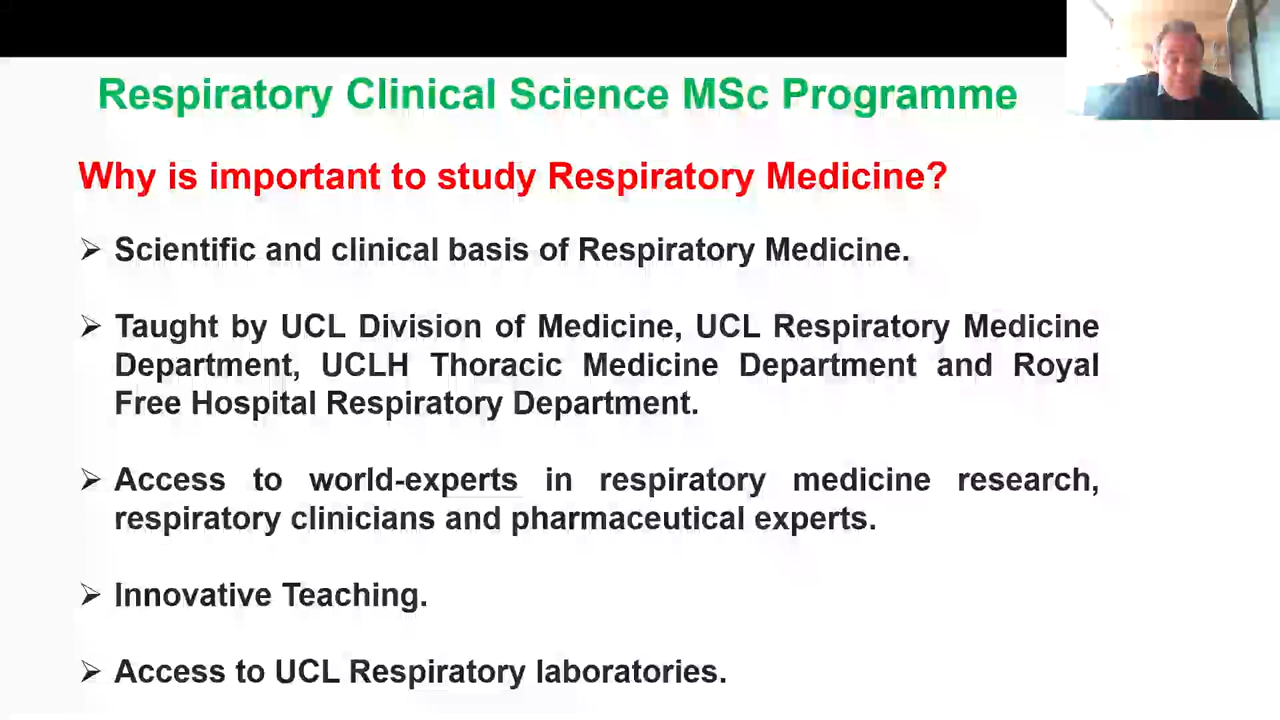 Respiratory Clinical Science MSc Programme
Why is important to study Respiratory Medicine?
Scientific and clinical basis of Respiratory Medicine.
Taught by UCL Division of Medicine, UCL Respiratory Medicine
Department, UCLH Thoracic Medicine Department and Royal
Free Hospital Respiratory Department.
Access to world-experts in respiratory medicine research,
respiratory clinicians and pharmaceutical experts.
Innovative Teaching.
Access to UCL Respiratory laboratories.